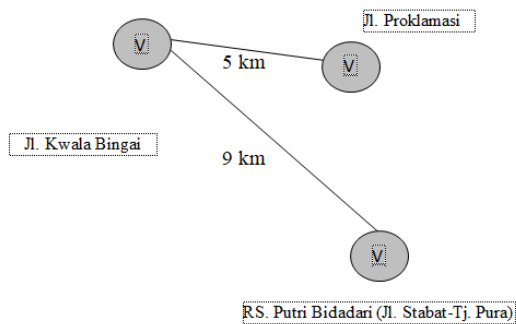 Jl. Proklamasi
V
5 km
V
Jl. Kwala Bingai
9 km
V
RS. Putri Bidadari (Jl. Stabat-Tj. Pura)